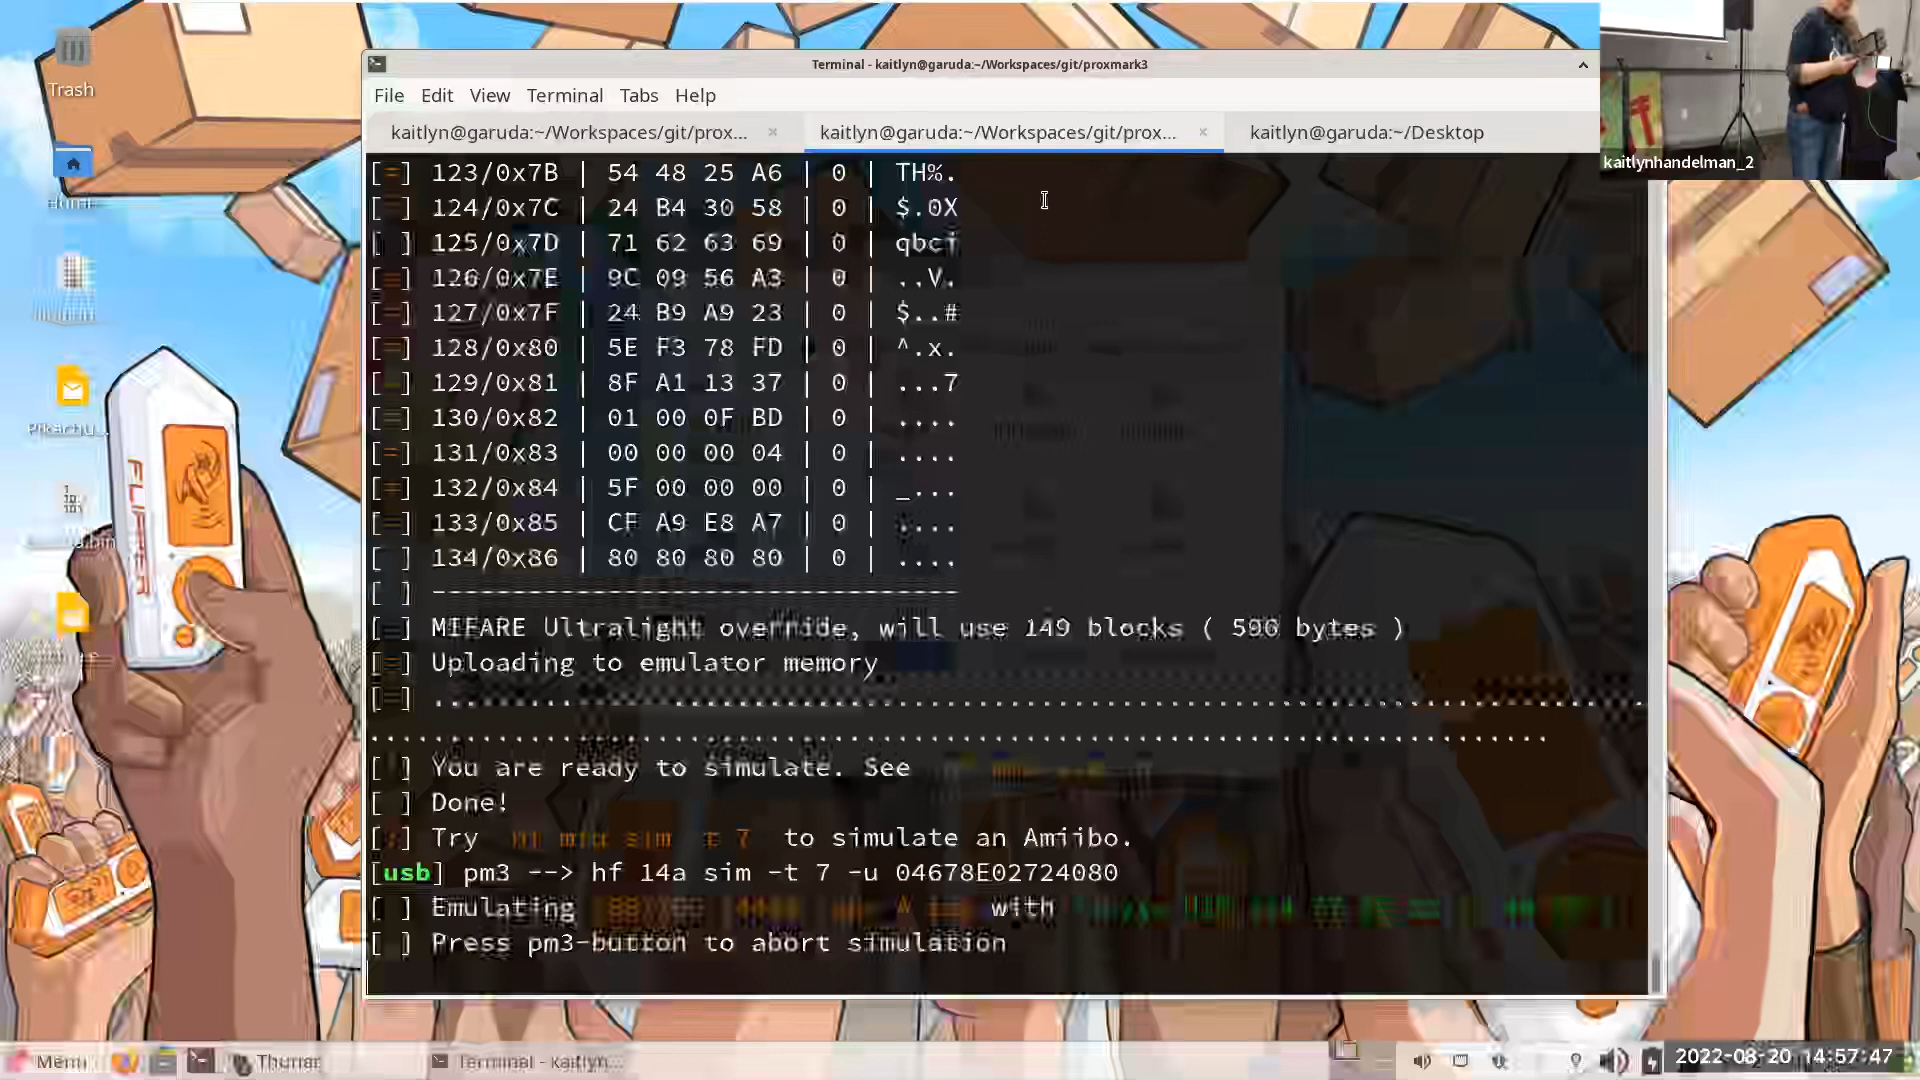 Terminal - kaitlyn@garuda:~/Workspaces/git/proxmark3
File Edit View Terminal Tabs Help
kaitlyn@garuda:~/Workspaces/git/prox... × kaitlyn@garuda:~/Workspaces/git/prox... × kaitlyn@garuda:~/Desktop
kaitlynhandelman_2
Trash
FLIPPER
[=] 123/0x7B | 54 48 25 A6 | 0 | TH%.
[=] 124/0x7C | 24 B4 30 58 | 0 | $.0X
[ ] 125/0x7D | 71 62 63 69 | 0 | qbci
[=] 126/0x7E | 9C 09 56 A3 | 0 | ..V.
[=] 127/0x7F | 24 B9 A9 23 | 0 | $..#
[=] 128/0x80 | 5E F3 78 FD | 0 | ^.x.
[=] 129/0x81 | 8F A1 13 37 | 0 | ...7
[=] 130/0x82 | 01 00 0F BD | 0 | ....
[=] 131/0x83 | 00 00 00 04 | 0 | ....
[=] 132/0x84 | 5F 00 00 00 | 0 | _...
[=] 133/0x85 | CF A9 E8 A7 | 0 | ....
[ ] 134/0x86 | 80 80 80 80 | 0 | ....
[ ] ---------------------------------
[ ] MIFARE Ultralight override, will use 149 blocks ( 596 bytes )
[=] Uploading to emulator memory
[ ] You are ready to simulate. See
[ ] Done!
[ ] Try to simulate an Amiibo.
[usb] pm3 --> hf 14a sim -t 7 -u 04678E02724080
[ ] Emulating with
[ ] Press pm3-button to abort simulation
Menu Terminal - kaitlyn...
2022-08-20 14:57:47